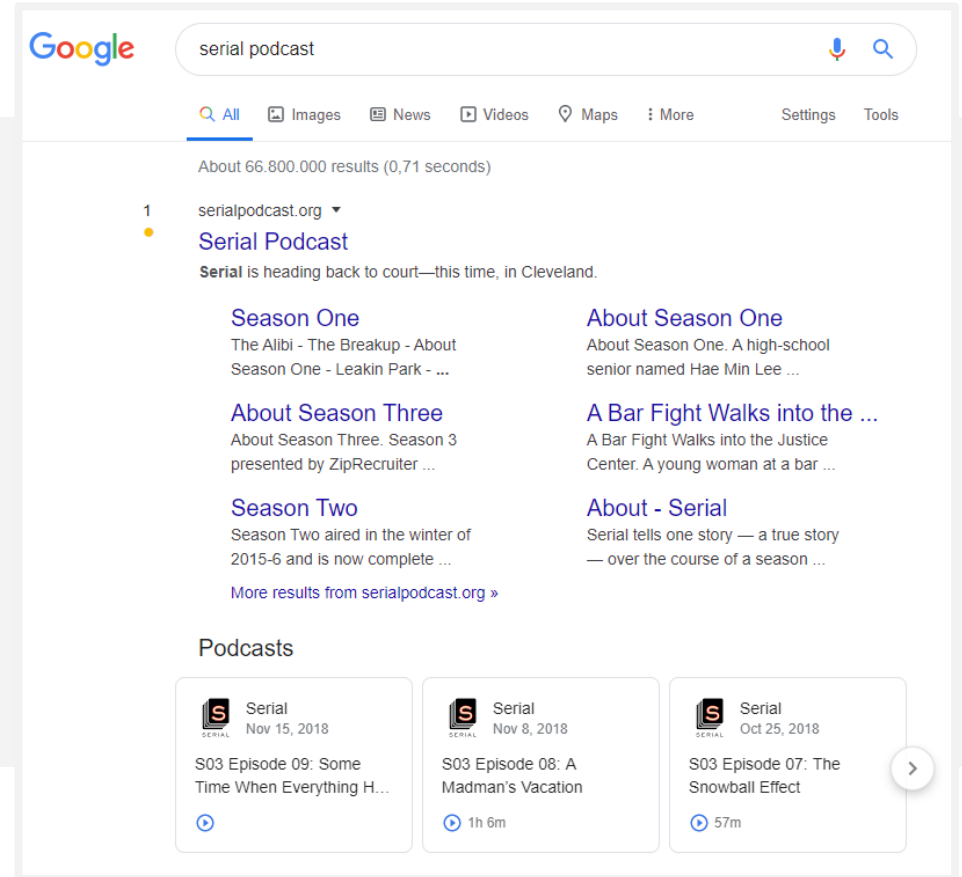 Google
serial podcast
All Images News Videos Maps More Settings Tools
About 66.800.000 results (0,71 seconds)
1
serialpodcast.org
Serial Podcast
Serial is heading back to court—this time, in Cleveland.
Season One
The Alibi - The Breakup - About
Season One - Leakin Park - ...
About Season One
About Season One. A high-school
senior named Hae Min Lee ...
About Season Three
About Season Three. Season 3
presented by ZipRecruiter ...
A Bar Fight Walks into the ...
A Bar Fight Walks into the Justice
Center. A young woman at a bar ...
Season Two
Season Two aired in the winter of
2015-6 and is now complete ...
About - Serial
Serial tells one story — a true story
— over the course of a season ...
More results from serialpodcast.org »
Podcasts
S
SERIAL
Serial
Nov 15, 2018
S03 Episode 09: Some
Time When Everything H...
S
SERIAL
Serial
Nov 8, 2018
S03 Episode 08: A
Madman's Vacation
1h 6m
S
SERIAL
Serial
Oct 25, 2018
S03 Episode 07: The
Snowball Effect
57m